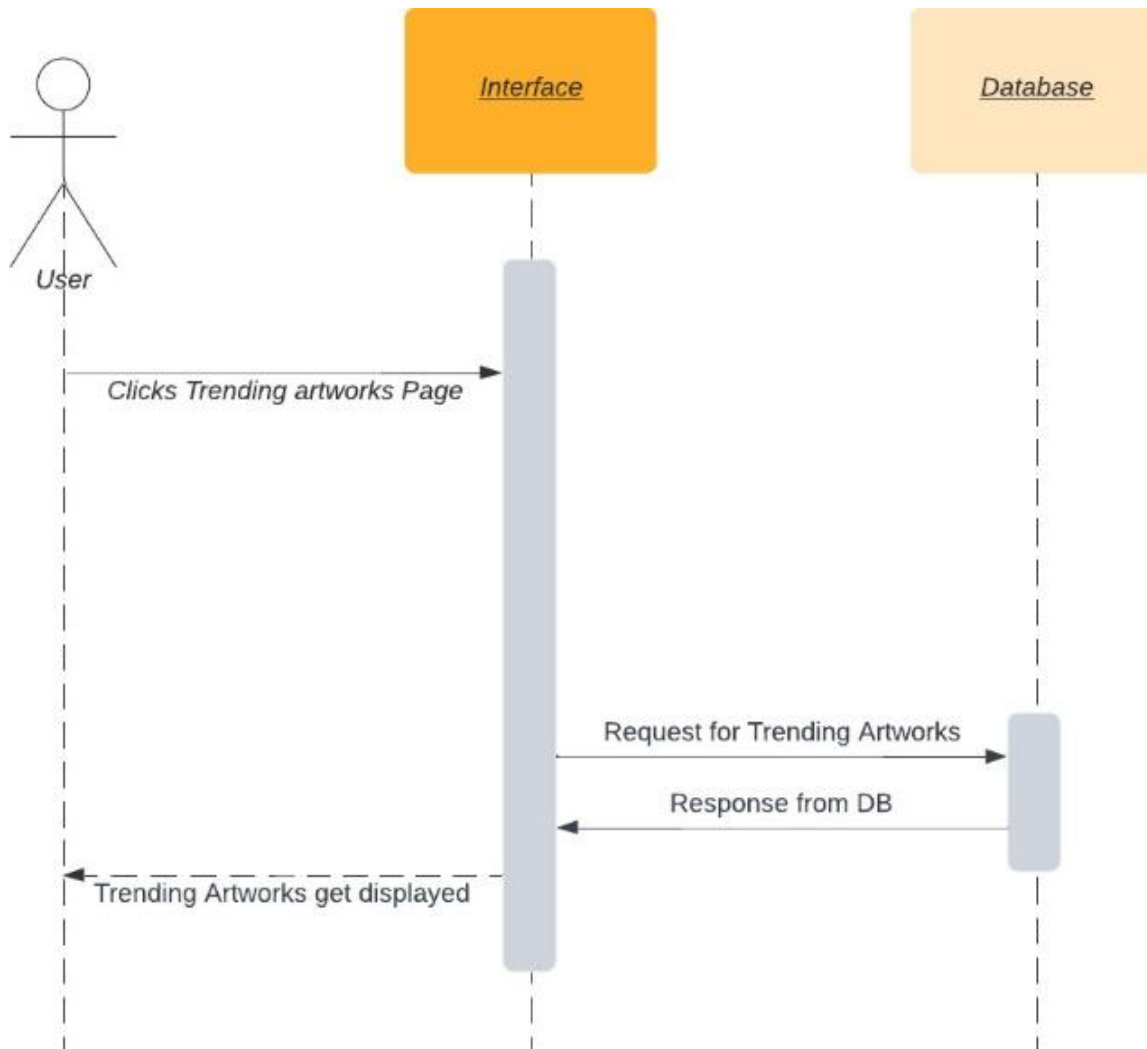 Interface
Database
User
Clicks Trending artworks Page
Request for Trending Artworks
Response from DB
Trending Artworks get displayed